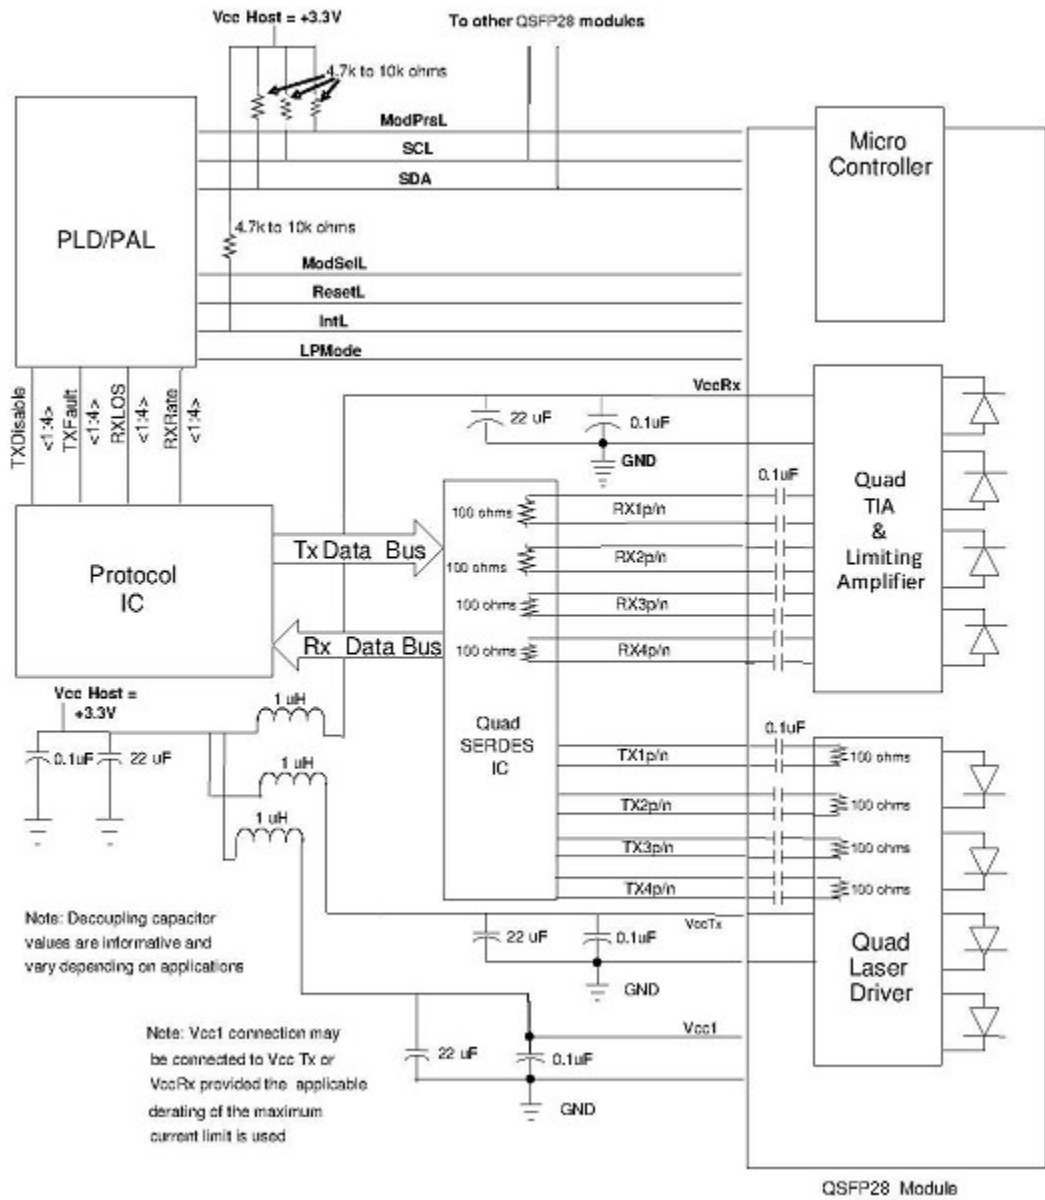 Vcc Host = +3.3V
To other QSFP28 modules
4.7k to 10k ohms
ModPrsL
SCL
SDA
Micro
Controller
PLD/PAL
4.7k to 10k ohms
ModSelL
ResetL
IntL
LPMode
TXDisable
<1:4>
TXFault
<1:4>
RXLOS
<1:4>
RXRate
<1:4>
VccRx
22 uF
0.1uF
GND
0.1uF
Quad
TIA
&
Limiting
Amplifier
100 ohms
RX1p/n
100 ohms
RX2p/n
100 ohms
RX3p/n
100 ohms
RX4p/n
Tx Data Bus
Protocol
IC
Rx Data Bus
Vcc Host =
+3.3V
0.1uF
22 uF
1 uH
1 uH
1 uH
Quad
SERDES
IC
0.1uF
TX1p/n
100 ohms
TX2p/n
100 ohms
TX3p/n
100 ohms
TX4p/n
100 ohms
Quad
Laser
Driver
VccTx
22 uF
0.1uF
GND
Note: Decoupling capacitor
values are informative and
vary depending on applications
Vcc1
22 uF
0.1uF
GND
Note: Vcc1 connection may
be connected to Vcc Tx or
VccRx provided the applicable
derating of the maximum
current limit is used
QSFP28 Module